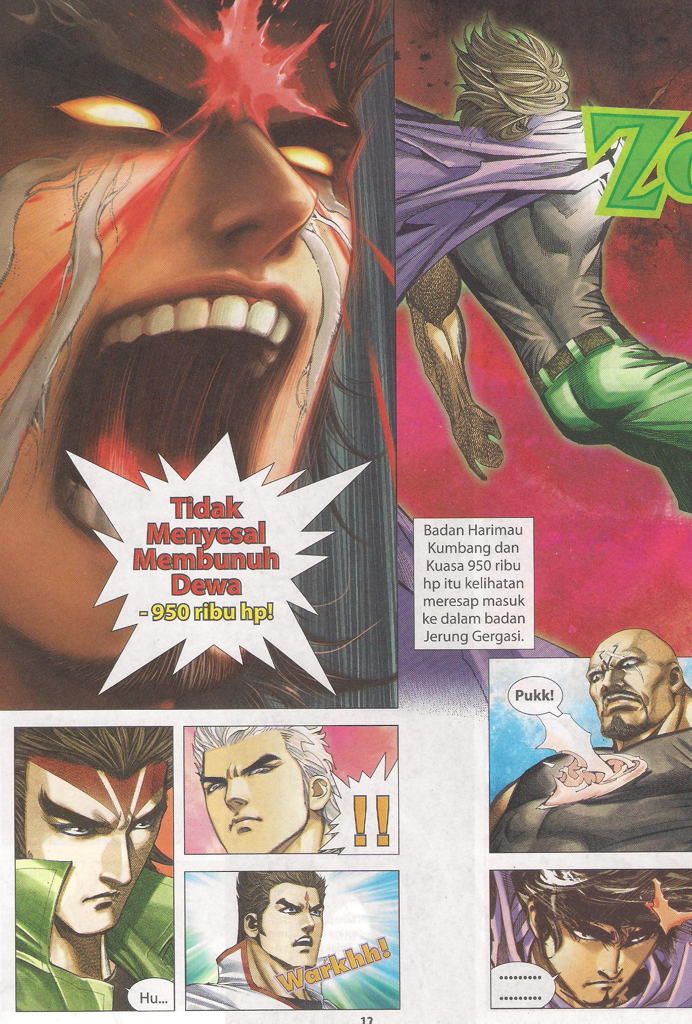 Tidak
Menyesal
Membunuh
Dewa
- 950 ribu hp!
Zo
Badan Harimau
Kumbang dan
Kuasa 950 ribu
hp itu kelihatan
meresap masuk
ke dalam badan
Jerung Gergasi.
Pukk!
Hu...
!!
Warkhh!
..........
..........